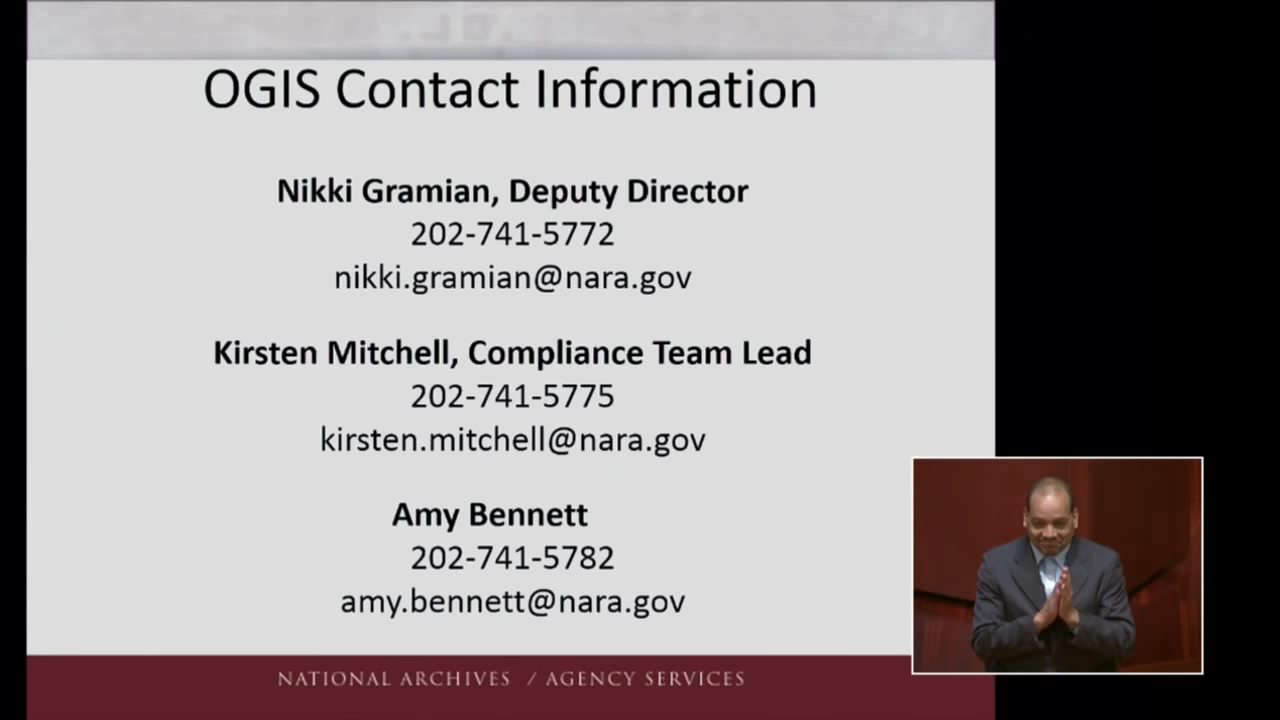 OGIS Contact Information
Nikki Gramian, Deputy Director
202-741-5772
nikki.gramian@nara.gov
Kirsten Mitchell, Compliance Team Lead
202-741-5775
kirsten.mitchell@nara.gov
Amy Bennett
202-741-5782
amy.bennett@nara.gov
NATIONAL ARCHIVES / AGENCY SERVICES